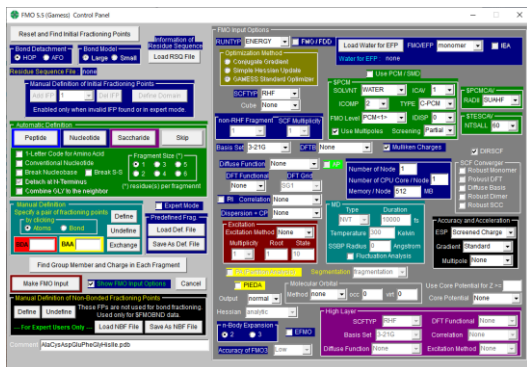 FMO 5.5 (Gamess) Control Panel
Reset and Find Initial Fractioning Points
Information of Residue Sequence
Bond Detachment
HOP AFO
Bond Model
Large Small
Load RSQ File
Residue Sequence File none
Manual Definition of Initial Fractioning Points
Add IFP 1 Del IFP Define Domain
Enabled only when invalid IFP found or in expert mode.
Automatic Definition
Peptide Nucleotide Saccharide Skip
1-Letter Code for Amino Acid
Conventional Nucleotide
Break Nucleobase Break S-S
Detach at N-Terminus
Combine GLY to the neighbor
Fragment Size (*)
1 3 5
2 4 6
(*) residue(s) per fragment
Manual Definition
Specify a pair of fractioning points by clicking
Atoms Bond
BDA BAA
Define
Undefine
Exchange
Expert Mode
Predefined Frag.
Load Def. File
Save As Def. File
Find Group Member and Charge in Each Fragment
Make FMO Input Show FMO Input Options Cancel
Manual Definition of Non-Bonded Fractioning Points
Define Undefine These FPs are not used for bond fractioning Used only for $FMOBND data.
--- For Expert Users Only --- Load NBF File Save As NBF File
Comment AlaCysAspGluPheGlyHisIle.pdb
FMO Input Options
RUNTYP ENERGY FMO / FDD
Load Water for EFP FMO/EFP monomer IEA
Water for EFP : none
Optimization Method
Conjugate Gradient
Simple Hessian Update
GAMESS Standard Optimizer
SCFTYP RHF
Cube None
Use PCM / SMD
$PCM
SOLVNT WATER ICAV 1
ICOMP 2 TYPE C-PCM
FMO Level PCM<1> IDISP 0
Use Multipoles Screening Partial
$PCMCAV
RADII SUAHF
$TESCAV
NTSALL 60
non-RHF Fragment
1
SCF Multiplicity
1
Basis Set 3-21G DFTB None
Mulliken Charges
DIRSCF
Diffuse Function None
DFT Functional
None
DFT Grid
SG1
RI Correlation None
Dispersion + CP None
Number of Node 1
Number of CPU Core / Node 1
Memory / Node 512 MB
SCF Converger
Robust Monomer
Robust DFT
Diffuse Basis
Robust Dimer
Robust SCC
Excitation
Excitation Method None
Multiplicity Root State
1 1 10
MD
Type Duration
NVT 10000 fs
Temperature 300 Kelvin
SSBP Radius 0 Angstrom
Fluctuation Analysis
Accuracy and Acceleration
ESP Screened Charge
Gradient Standard
Multipole None
Segmentation fragmentation
PIEDA
Output normal
Molecular Orbital
Method none occ 0 virt 0
Use Core Potential for Z >=
Core Potential None
Hessian analytic
n-Body Expansion
2 3
EFMO
Accuracy of FMO3 Low
High Layer
SCFTYP RHF DFT Functional None
Basis Set 3-21G Correlation None
Diffuse Function None Excitation Method None